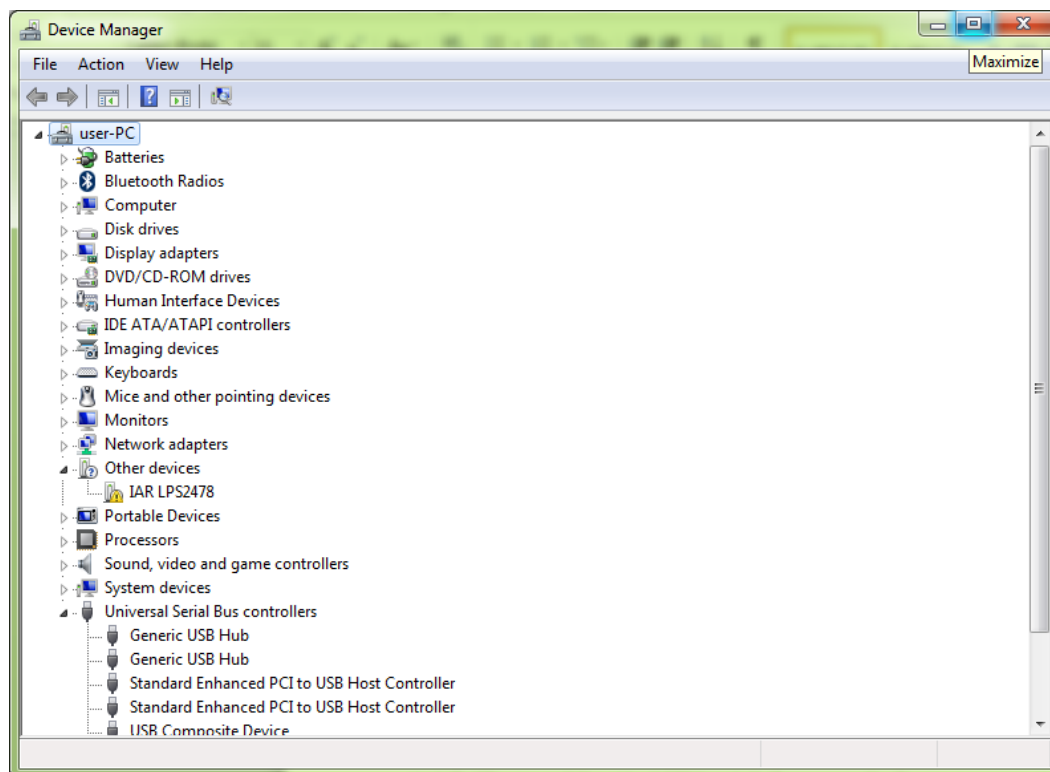 Device Manager
File Action View Help
Maximize
user-PC
Batteries
Bluetooth Radios
Computer
Disk drives
Display adapters
DVD/CD-ROM drives
Human Interface Devices
IDE ATA/ATAPI controllers
Imaging devices
Keyboards
Mice and other pointing devices
Monitors
Network adapters
Other devices
IAR LPS2478
Portable Devices
Processors
Sound, video and game controllers
System devices
Universal Serial Bus controllers
Generic USB Hub
Generic USB Hub
Standard Enhanced PCI to USB Host Controller
Standard Enhanced PCI to USB Host Controller
USB Composite Device